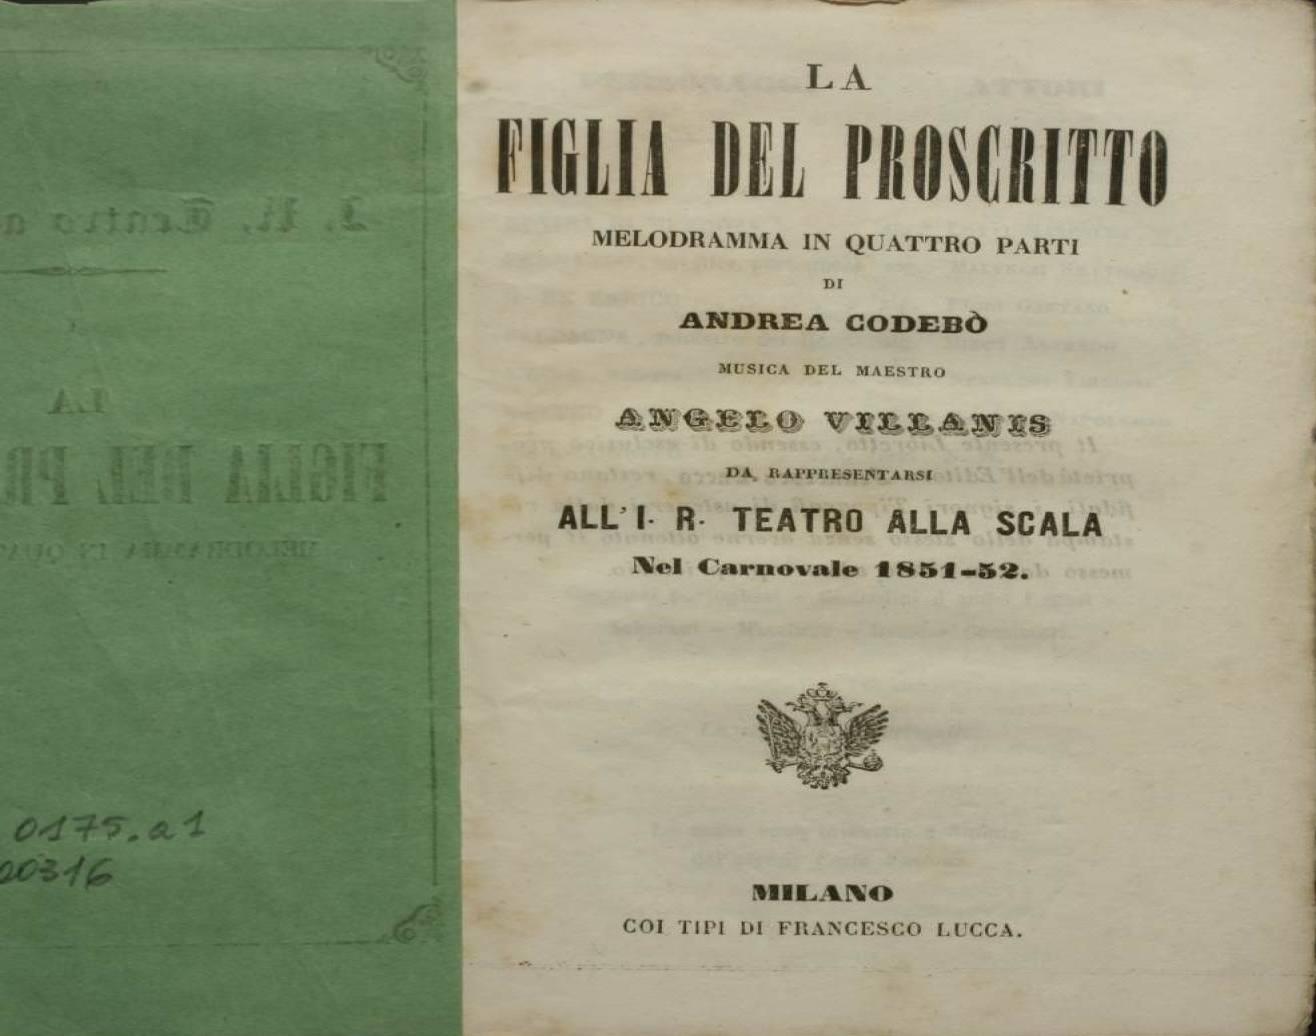 LA
FIGLIA DEL PROSCRITTO
MELODRAMMA IN QUATTRO PARTI
DI
ANDREA CODEBÒ
MUSICA DEL MAESTRO
ANGELO VILLANIS
DA RAPPRESENTARSI
ALL' I. R. TEATRO ALLA SCALA
Nel Carnovale 1851-52.
MILANO
COI TIPI DI FRANCESCO LUCCA.
0175.a1
00316